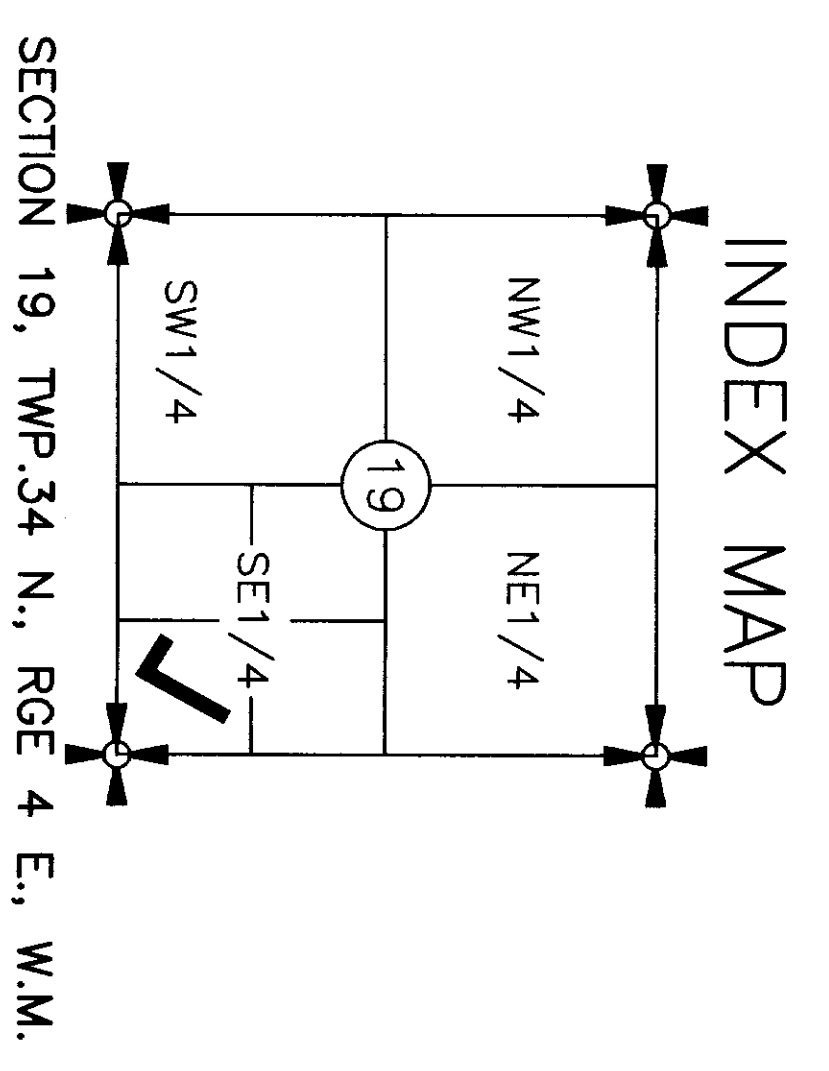 INDEX MAP
NW1/4
NE1/4
19
SW1/4
SE1/4
SECTION 19, TWP.34 N., RGE 4 E., W.M.